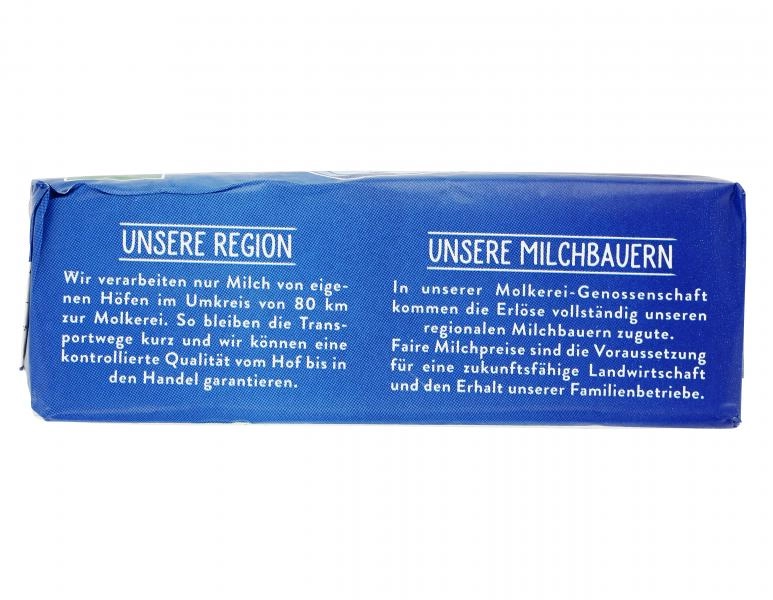 UNSERE REGION
Wir verarbeiten nur Milch von eige-
nen Höfen im Umkreis von 80 km
zur Molkerei. So bleiben die Trans-
portwege kurz und wir können eine
kontrollierte Qualität vom Hof bis in
den Handel garantieren.
UNSERE MILCHBAUERN
In unserer Molkerei-Genossenschaft
kommen die Erlöse vollständig unseren
regionalen Milchbauern zugute.
Faire Milchpreise sind die Voraussetzung
für eine zukunftsfähige Landwirtschaft
und den Erhalt unserer Familienbetriebe.